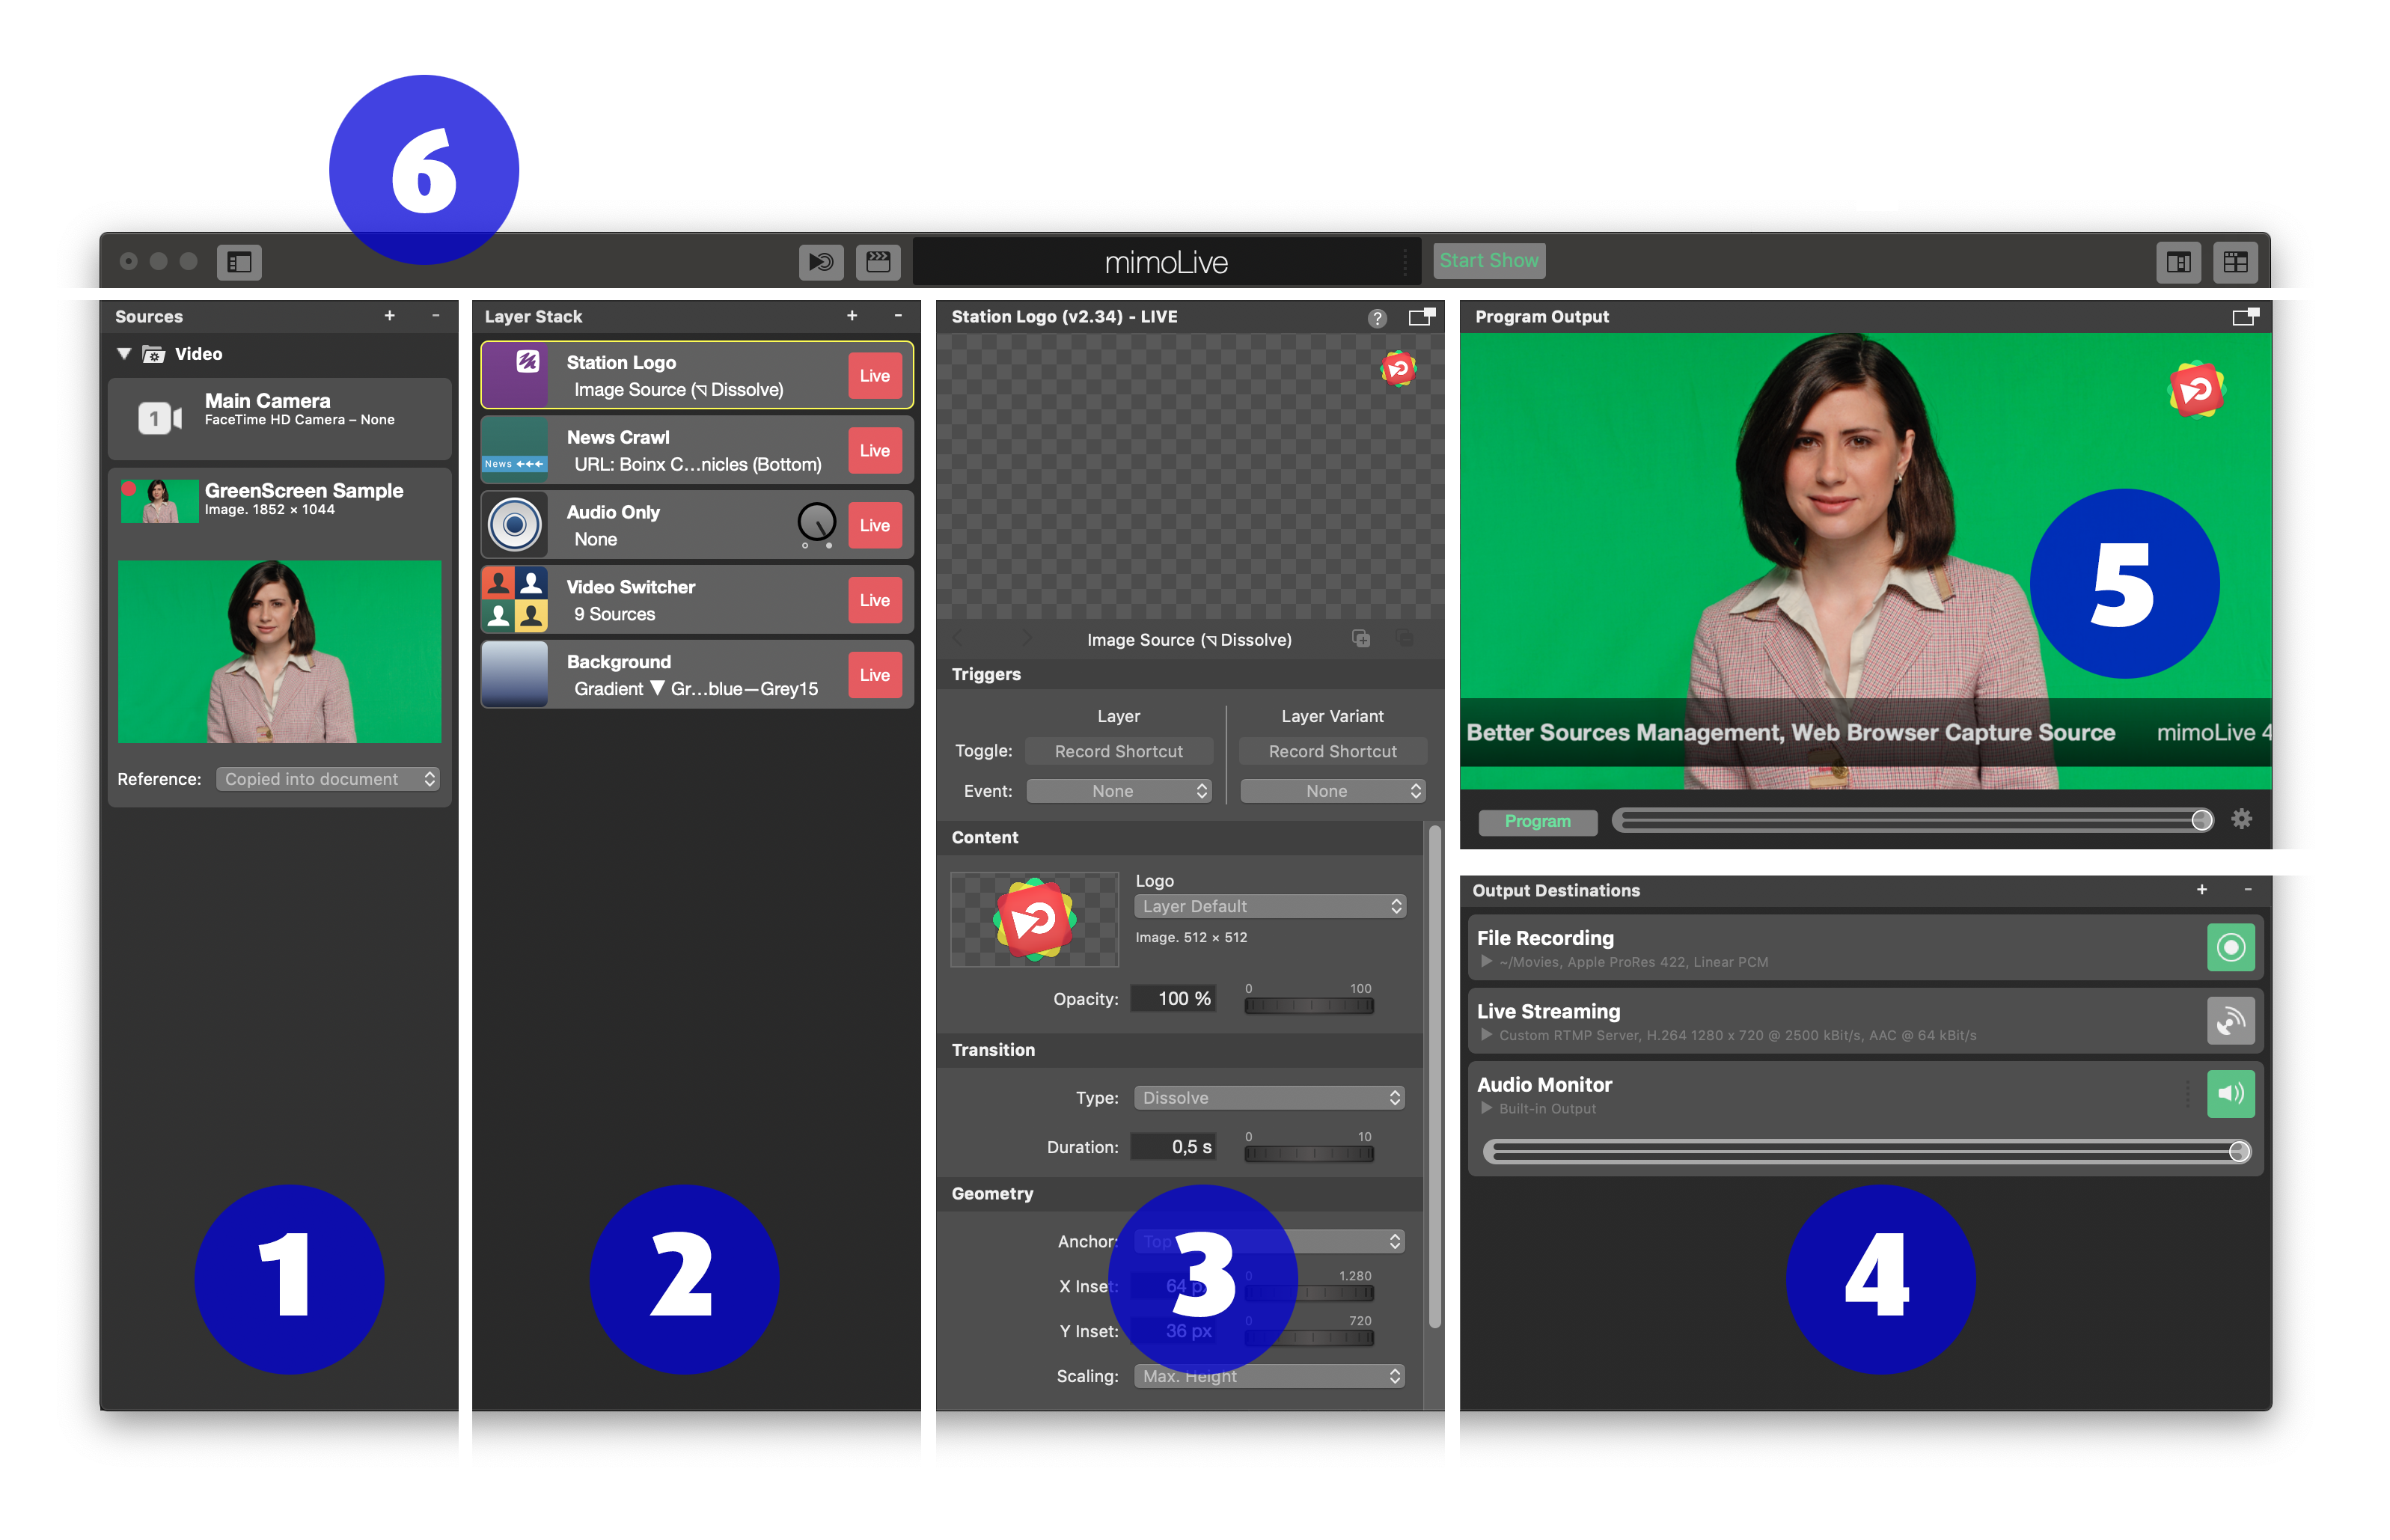 6
mimoLive
Start Show
Sources + -
Video
1
Main Camera
FaceTime HD Camera – None
GreenScreen Sample
Image. 1852 × 1044
Reference: Copied into document
1
Layer Stack + -
Station Logo
Image Source (⌝ Dissolve)
Live
News ←←←
News Crawl
URL: Boinx C...nicles (Bottom)
Live
Audio Only
None
Live
Video Switcher
9 Sources
Live
Background
Gradient ▼ Gr...blue—Grey15
Live
2
Station Logo (v2.34) - LIVE ?
Image Source (⌝ Dissolve)
Triggers
Layer Layer Variant
Toggle: Record Shortcut Record Shortcut
Event: None None
Content
Logo
Layer Default
Image. 512 × 512
Opacity: 100 % 0 100
Transition
Type: Dissolve
Duration: 0,5 s 0 10
Geometry
Anchor: Top
X Inset: 64 p 0 1.280
Y Inset: 36 px 0 720
Scaling: Max. Height
3
Program Output
5
Better Sources Management, Web Browser Capture Source mimoLive 4
Program
Output Destinations + -
File Recording
~/Movies, Apple ProRes 422, Linear PCM
Live Streaming
Custom RTMP Server, H.264 1280 x 720 @ 2500 kBit/s, AAC @ 64 kBit/s
Audio Monitor
Built-in Output
4